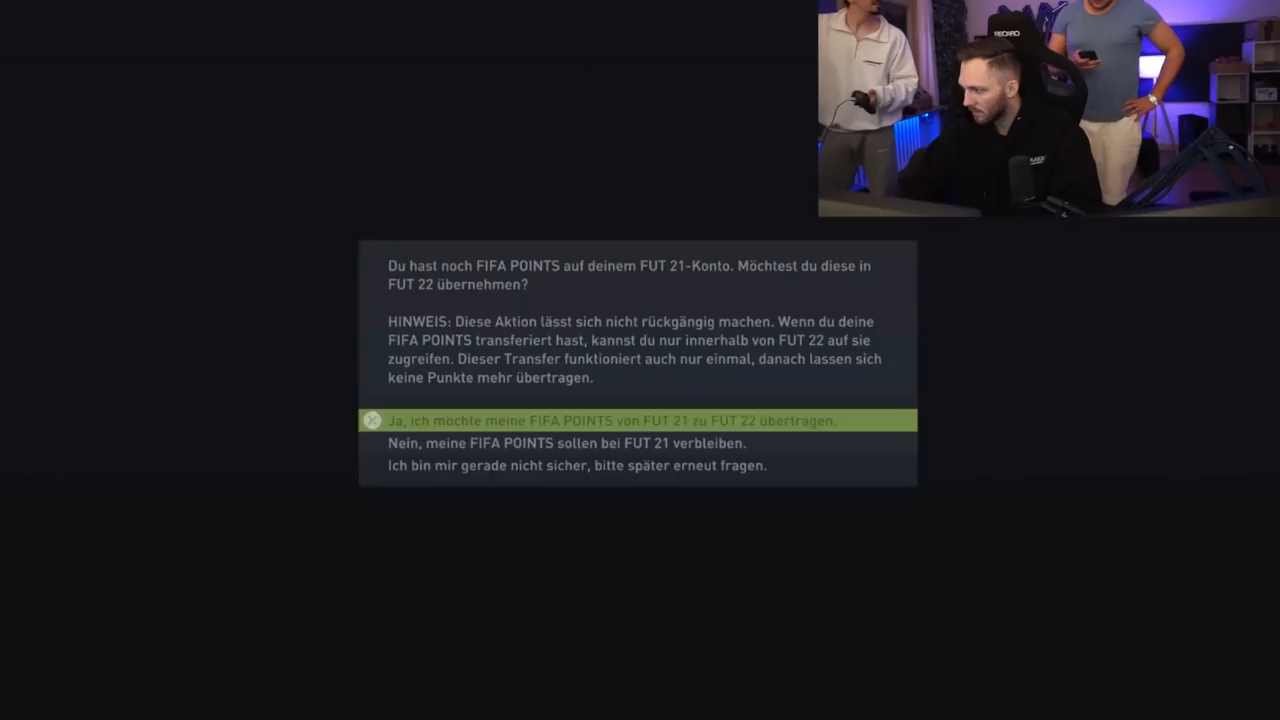 RECARO
Du hast noch FIFA POINTS auf deinem FUT 21-Konto. Möchtest du diese in
FUT 22 übernehmen?
HINWEIS: Diese Aktion lässt sich nicht rückgängig machen. Wenn du deine
FIFA POINTS transferiert hast, kannst du nur innerhalb von FUT 22 auf sie
zugreifen. Dieser Transfer funktioniert auch nur einmal, danach lassen sich
keine Punkte mehr übertragen.
Ja, ich möchte meine FIFA POINTS von FUT 21 zu FUT 22 übertragen.
Nein, meine FIFA POINTS sollen bei FUT 21 verbleiben.
Ich bin mir gerade nicht sicher, bitte später erneut fragen.